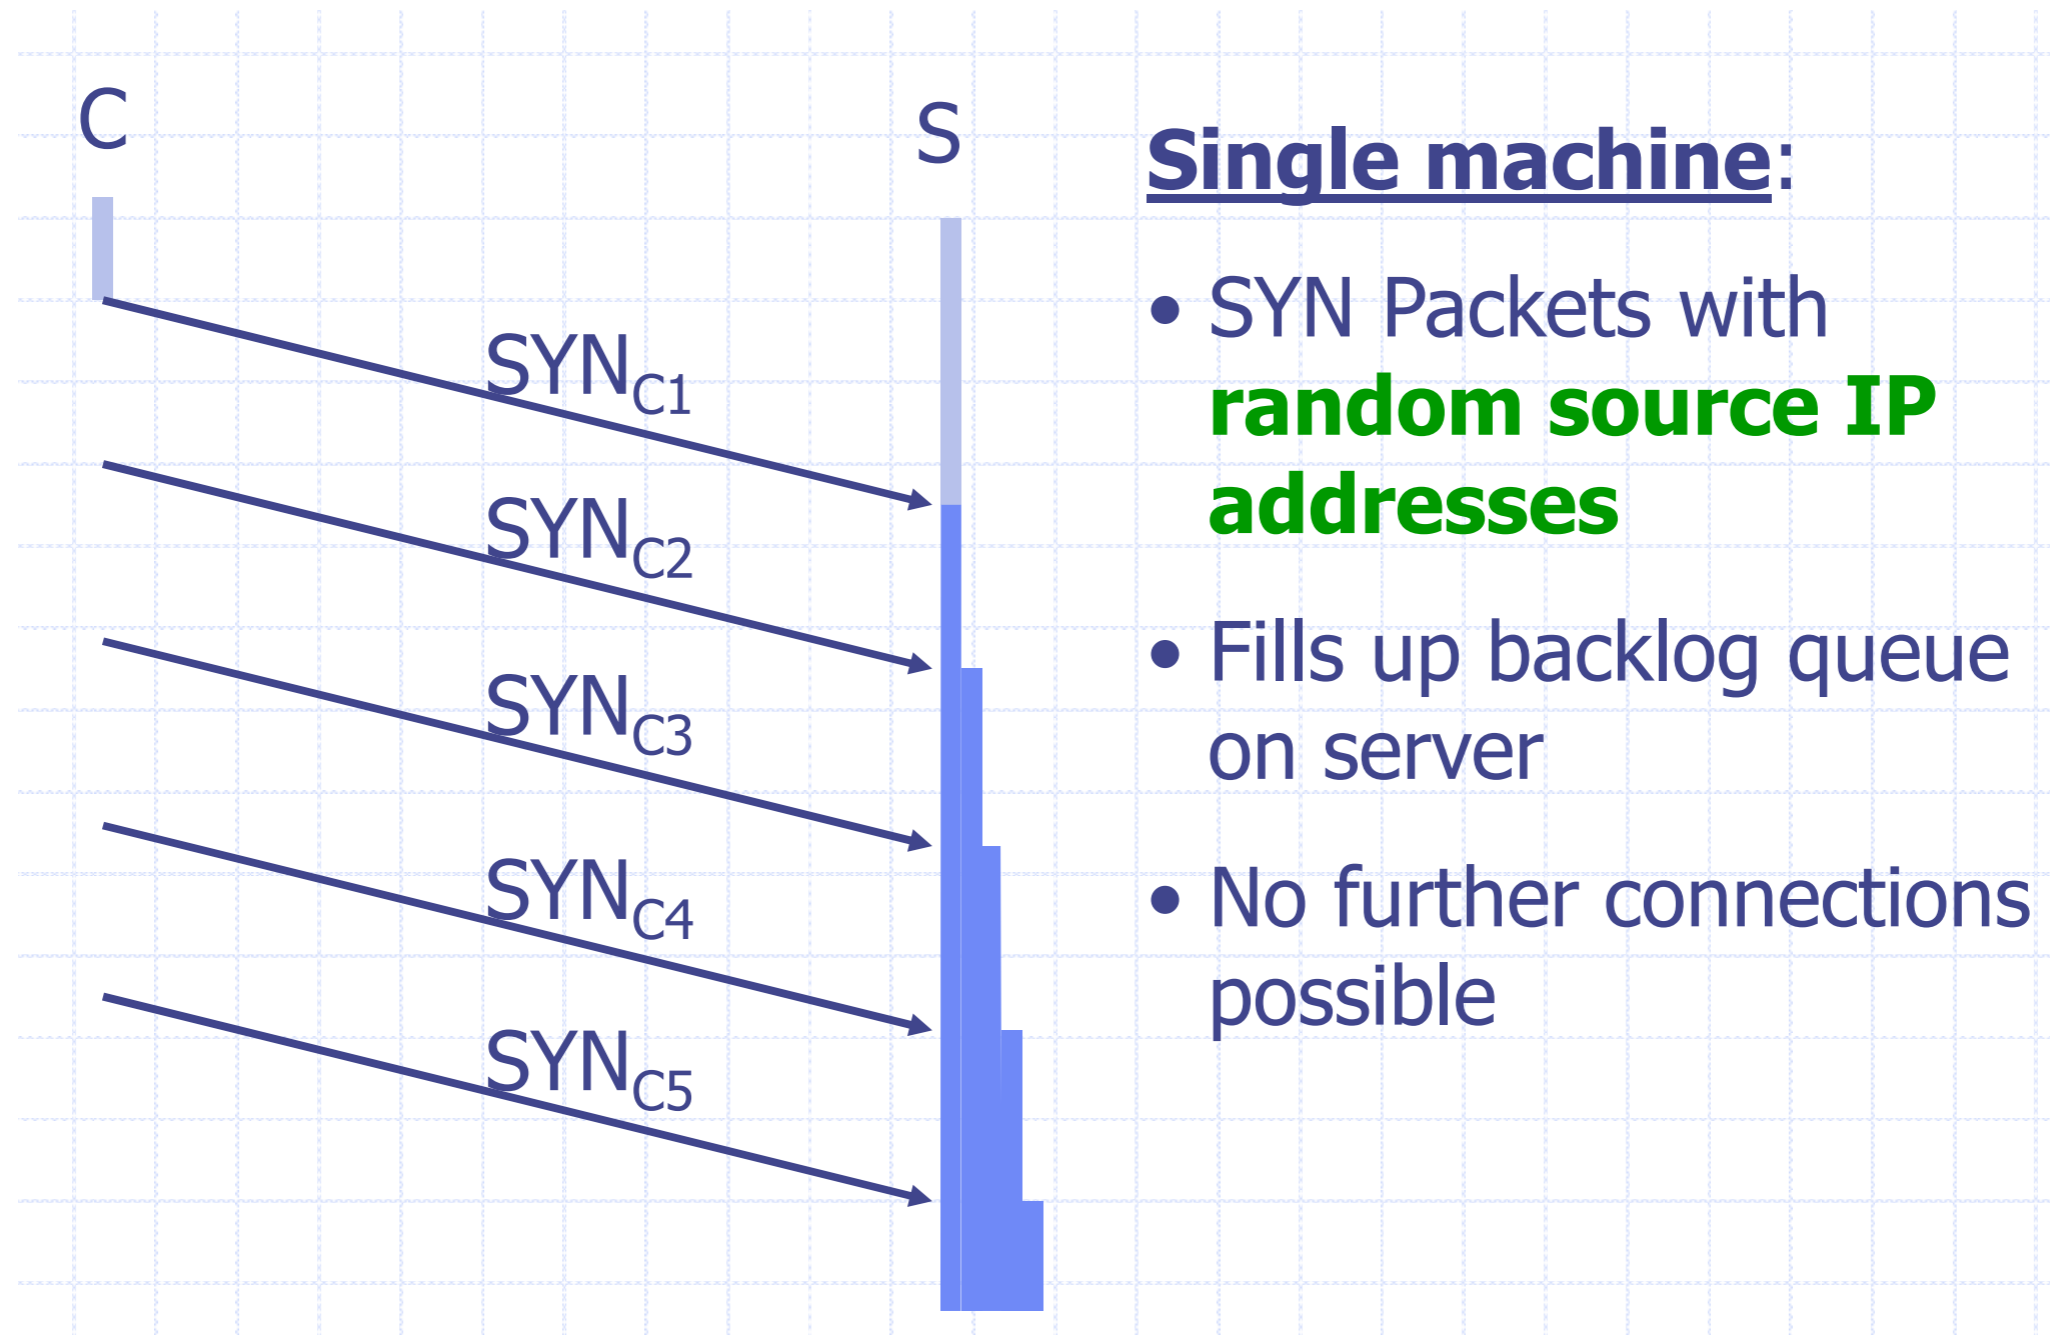 C
S
SYNC1
SYNC2
SYNC3
SYNC4
SYNC5
Single machine:
• SYN Packets with
random source IP
addresses
• Fills up backlog queue
on server
• No further connections
possible